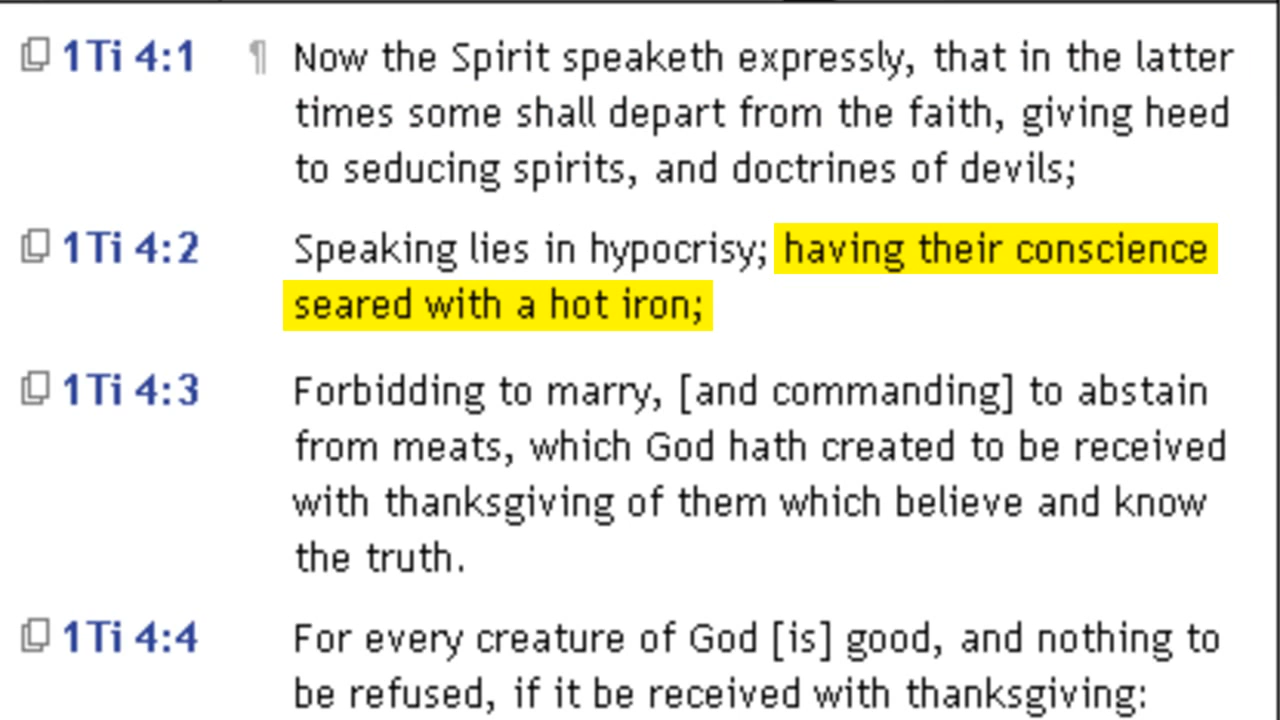 1Ti 4:1 ¶ Now the Spirit speaketh expressly, that in the latter
times some shall depart from the faith, giving heed
to seducing spirits, and doctrines of devils;
1Ti 4:2 Speaking lies in hypocrisy; having their conscience
seared with a hot iron;
1Ti 4:3 Forbidding to marry, [and commanding] to abstain
from meats, which God hath created to be received
with thanksgiving of them which believe and know
the truth.
1Ti 4:4 For every creature of God [is] good, and nothing to
be refused, if it be received with thanksgiving: